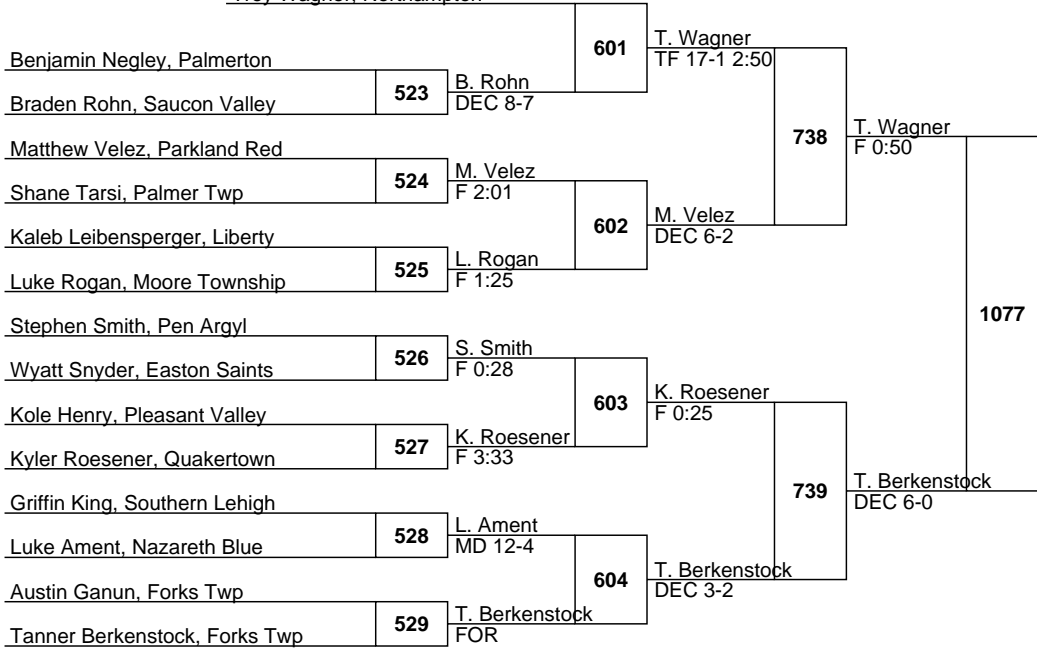 Troy Wagner, Northampton
601
T. Wagner
TF 17-1 2:50
Benjamin Negley, Palmerton
523
B. Rohn
DEC 8-7
Braden Rohn, Saucon Valley
738
T. Wagner
F 0:50
Matthew Velez, Parkland Red
524
M. Velez
F 2:01
Shane Tarsi, Palmer Twp
602
M. Velez
DEC 6-2
Kaleb Leibensperger, Liberty
525
L. Rogan
F 1:25
Luke Rogan, Moore Township
1077
Stephen Smith, Pen Argyl
526
S. Smith
F 0:28
Wyatt Snyder, Easton Saints
603
K. Roesener
F 0:25
Kole Henry, Pleasant Valley
527
K. Roesener
F 3:33
Kyler Roesener, Quakertown
739
T. Berkenstock
DEC 6-0
Griffin King, Southern Lehigh
528
L. Ament
MD 12-4
Luke Ament, Nazareth Blue
604
T. Berkenstock
DEC 3-2
Austin Ganun, Forks Twp
529
T. Berkenstock
FOR
Tanner Berkenstock, Forks Twp